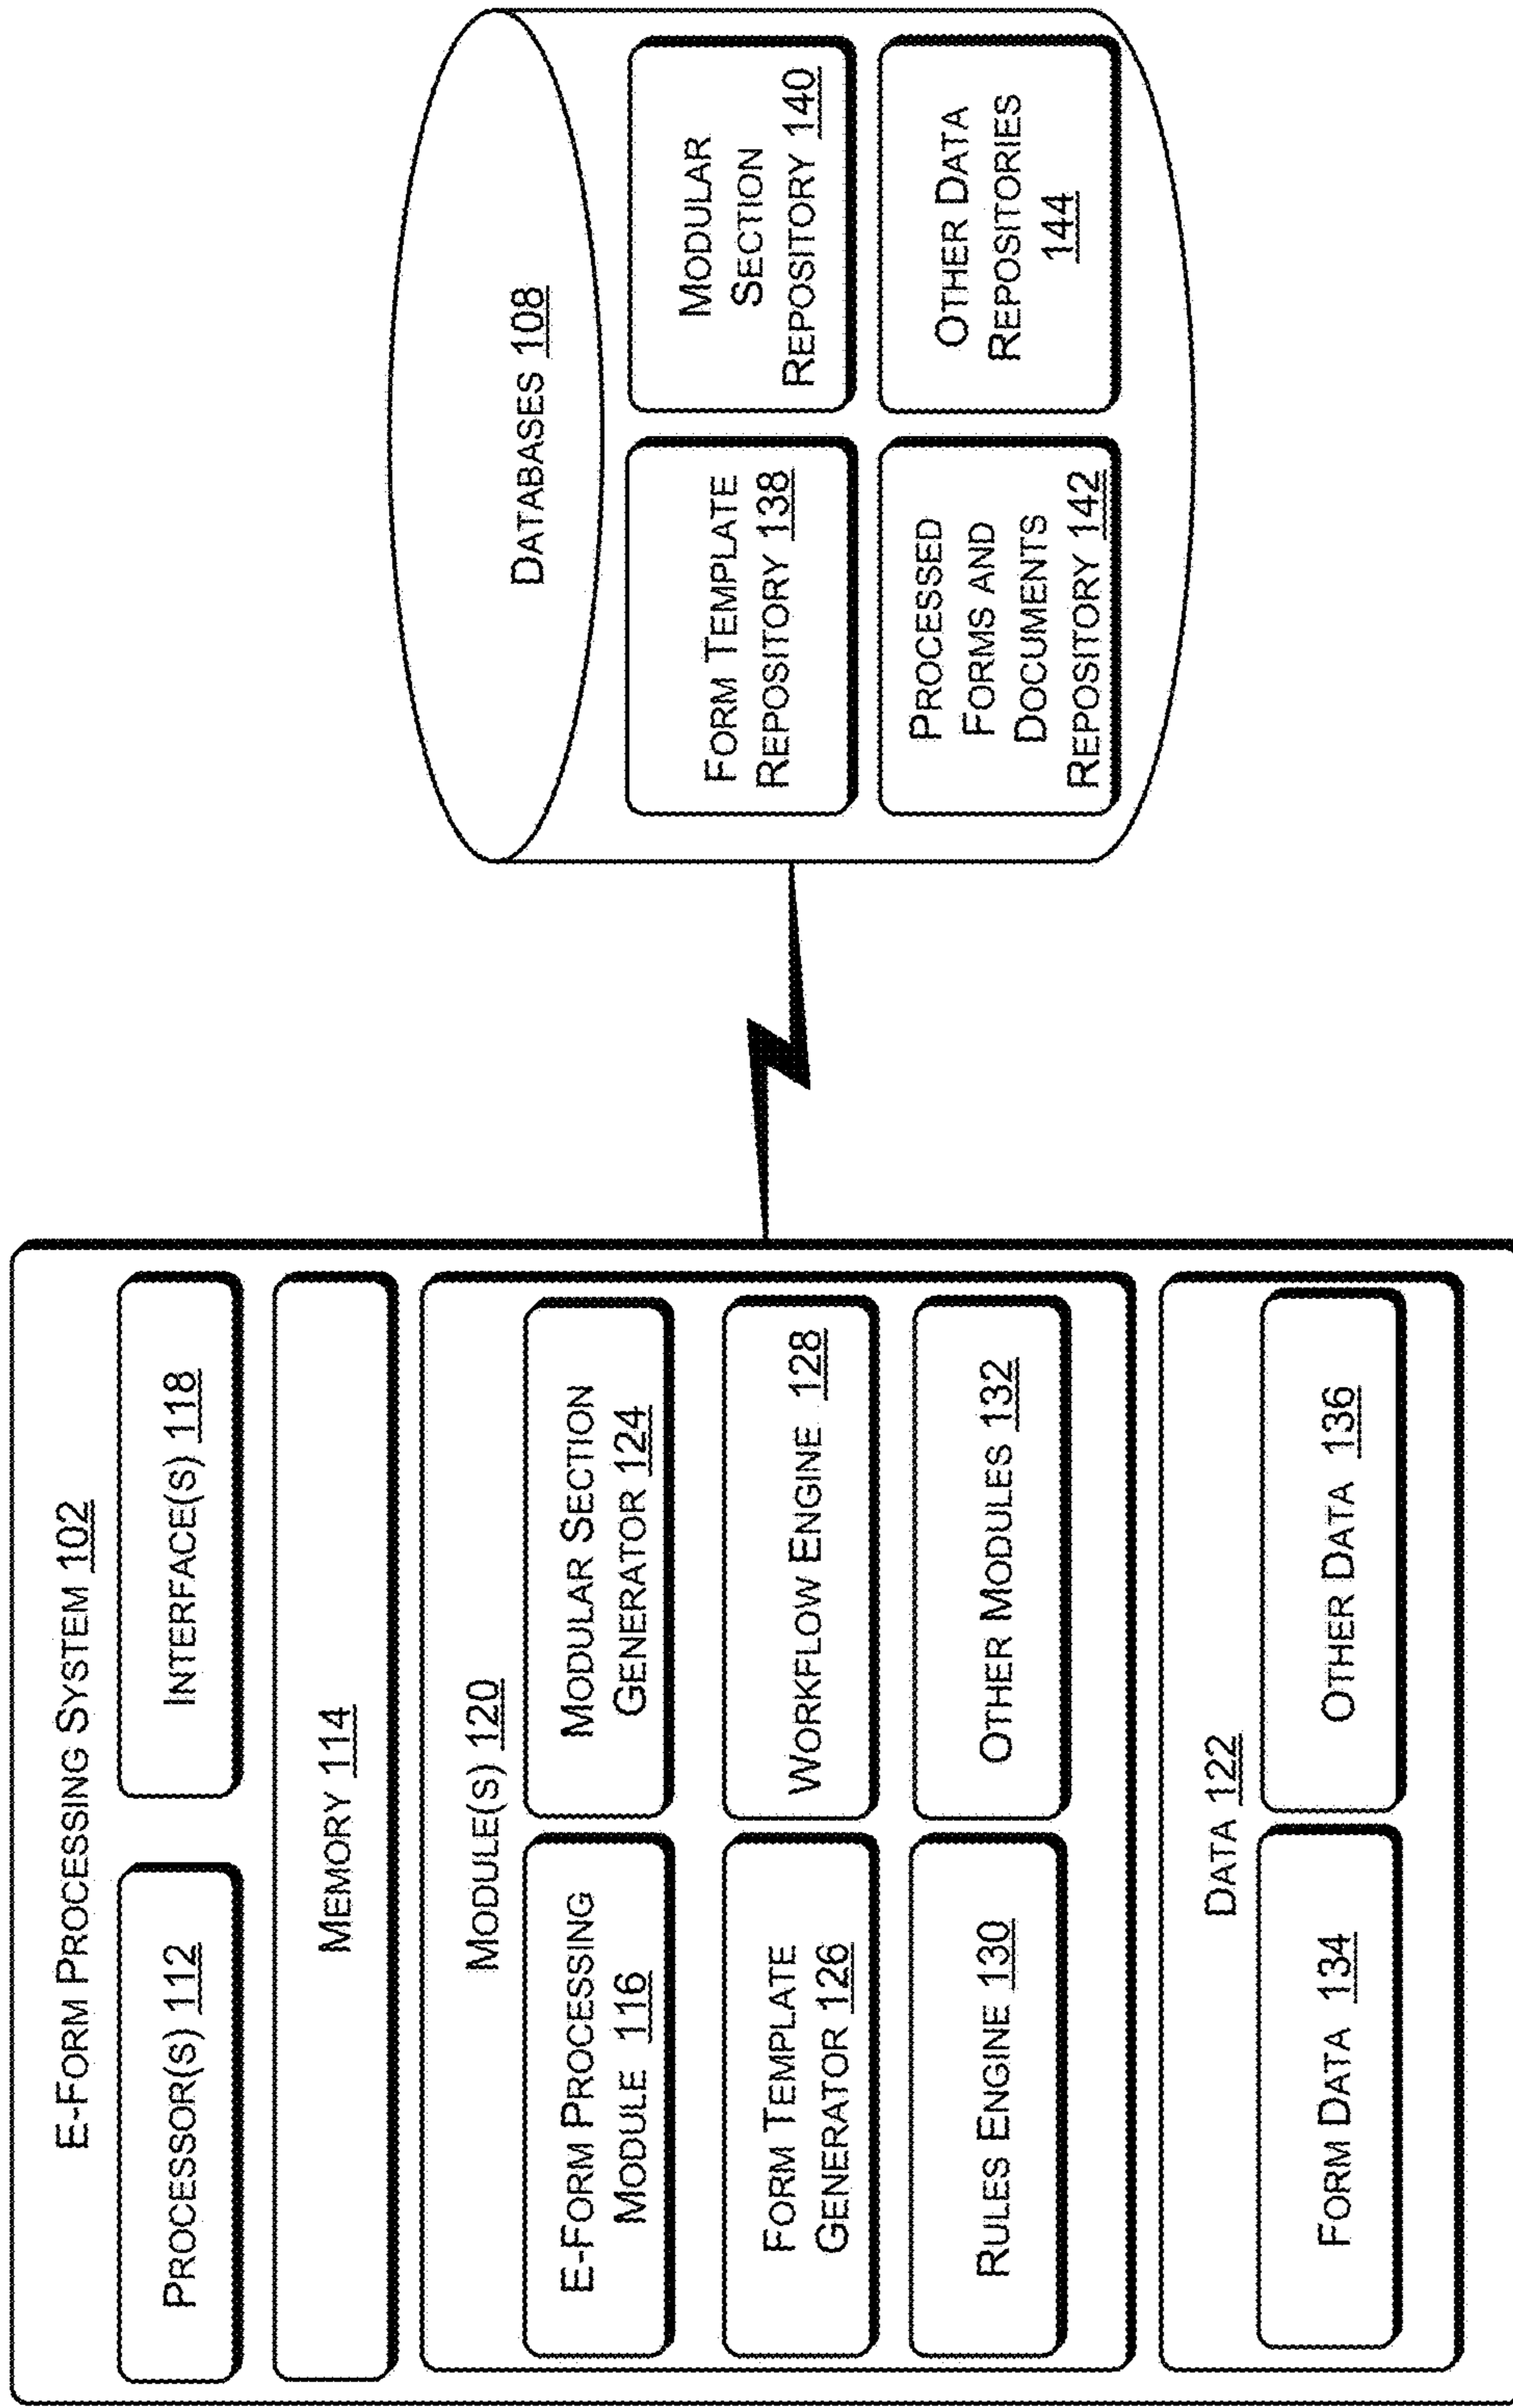 E-FORM PROCESSING SYSTEM 102
PROCESSOR(S) 112
INTERFACE(S) 118
MEMORY 114
MODULE(S) 120
E-FORM PROCESSING
MODULE 116
MODULAR SECTION
GENERATOR 124
FORM TEMPLATE
GENERATOR 126
WORKFLOW ENGINE 128
RULES ENGINE 130
OTHER MODULES 132
DATA 122
FORM DATA 134
OTHER DATA 136
DATABASES 108
FORM TEMPLATE
REPOSITORY 138
MODULAR
SECTION
REPOSITORY 140
PROCESSED
FORMS AND
DOCUMENTS
REPOSITORY 142
OTHER DATA
REPOSITORIES
144